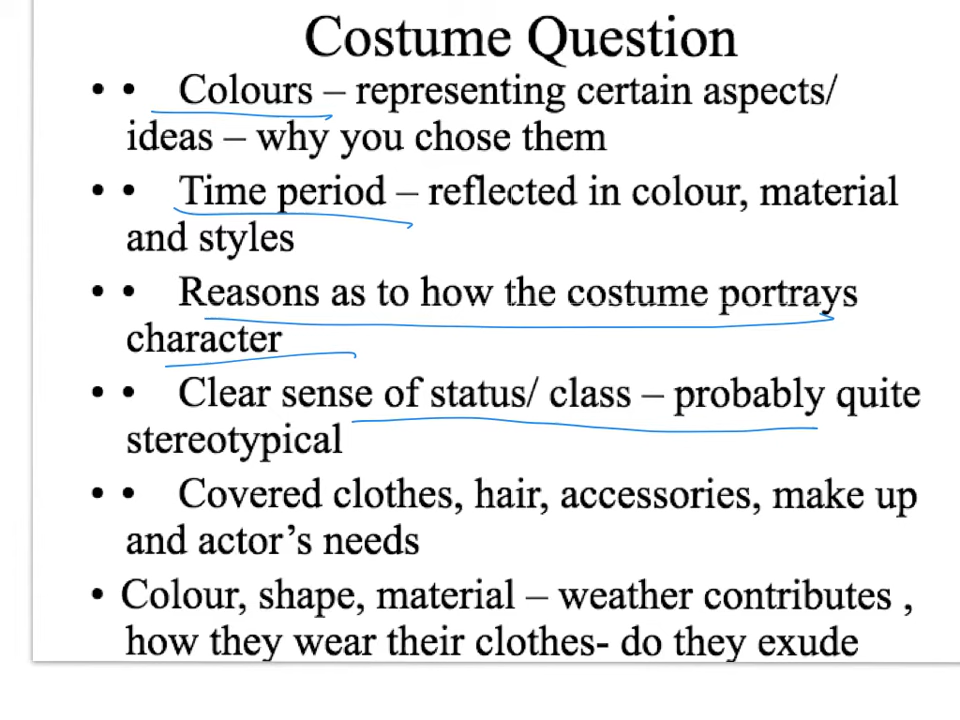 Costume Question
• • Colours – representing certain aspects/
ideas – why you chose them
• • Time period – reflected in colour, material
and styles
• • Reasons as to how the costume portrays
character
• • Clear sense of status/ class – probably quite
stereotypical
• • Covered clothes, hair, accessories, make up
and actor’s needs
• Colour, shape, material – weather contributes ,
how they wear their clothes- do they exude